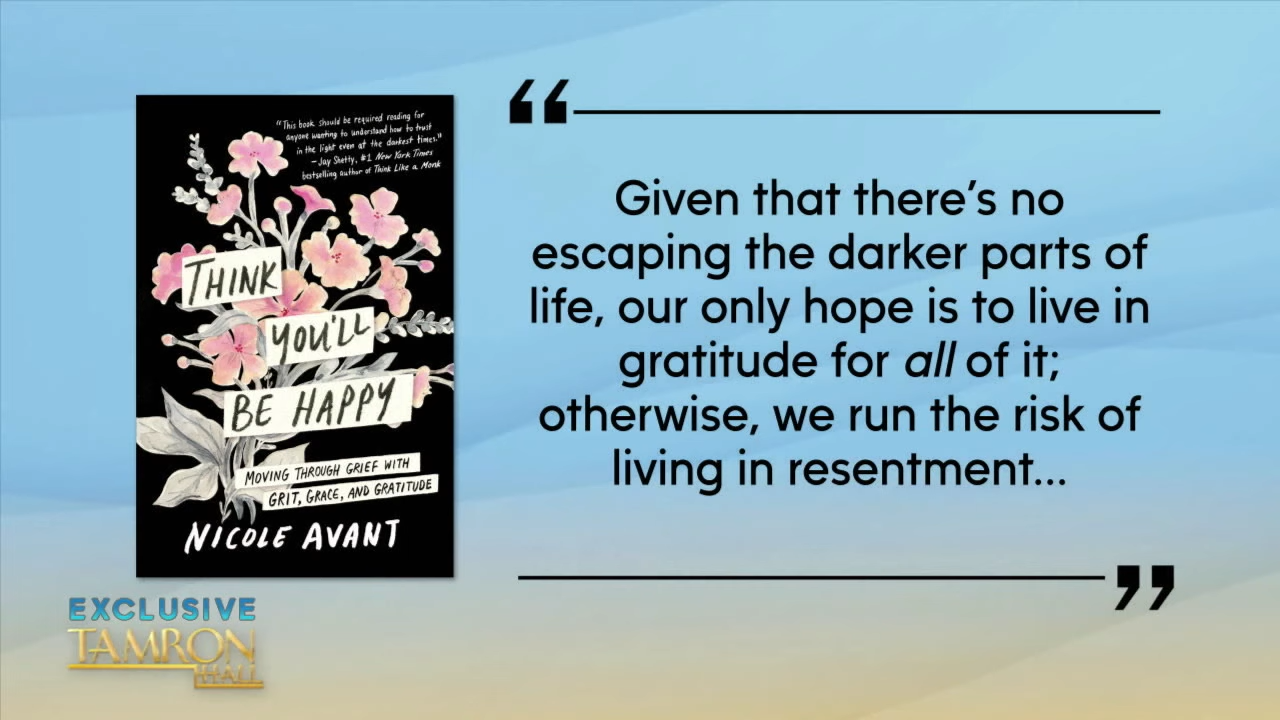 "This book should be required reading for
anyone wanting to understand how to trust
in the light even at the darkest times."
—Jay Shetty, #1 New York Times
bestselling author of Think Like a Monk
THINK
YOU'LL
BE HAPPY
MOVING THROUGH GRIEF WITH
GRIT, GRACE, AND GRATITUDE
NICOLE AVANT
“
Given that there’s no
escaping the darker parts of
life, our only hope is to live in
gratitude for all of it;
otherwise, we run the risk of
living in resentment...
”
EXCLUSIVE
TAMRON
HALL